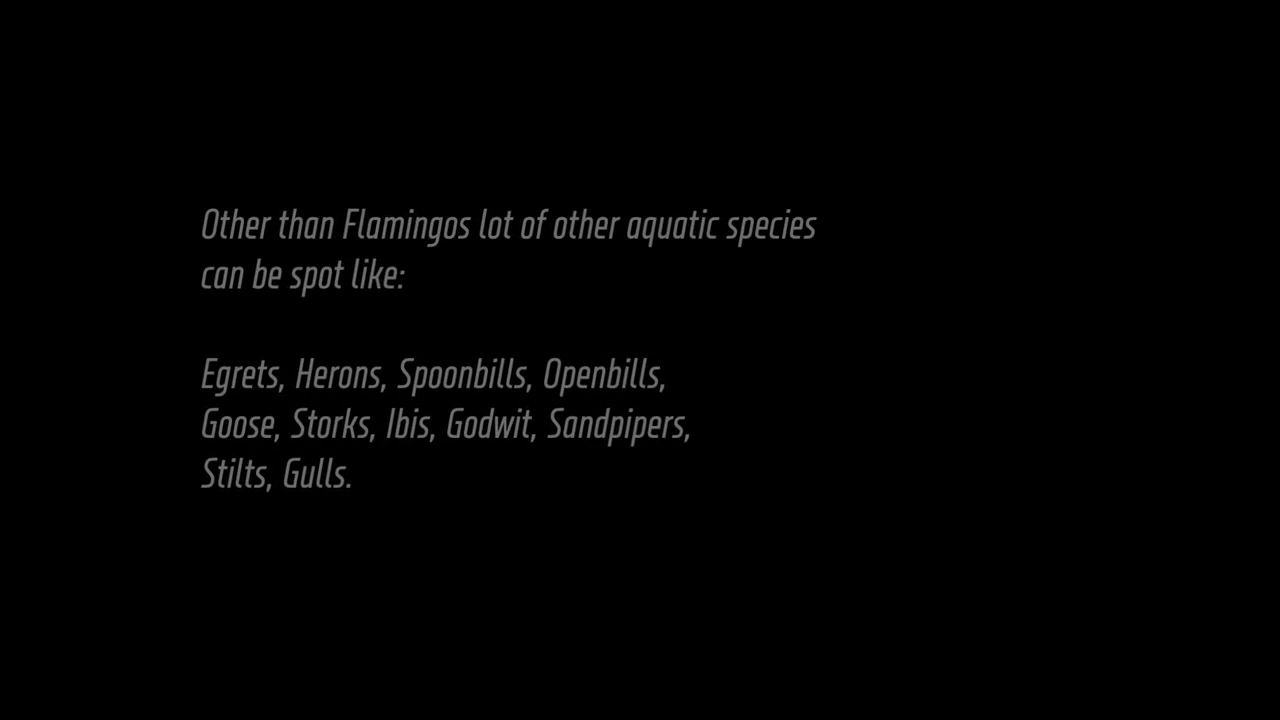 Other than Flamingos lot of other aquatic species
can be spot like:
Egrets, Herons, Spoonbills, Openbills,
Goose, Storks, Ibis, Godwit, Sandpipers,
Stilts, Gulls.